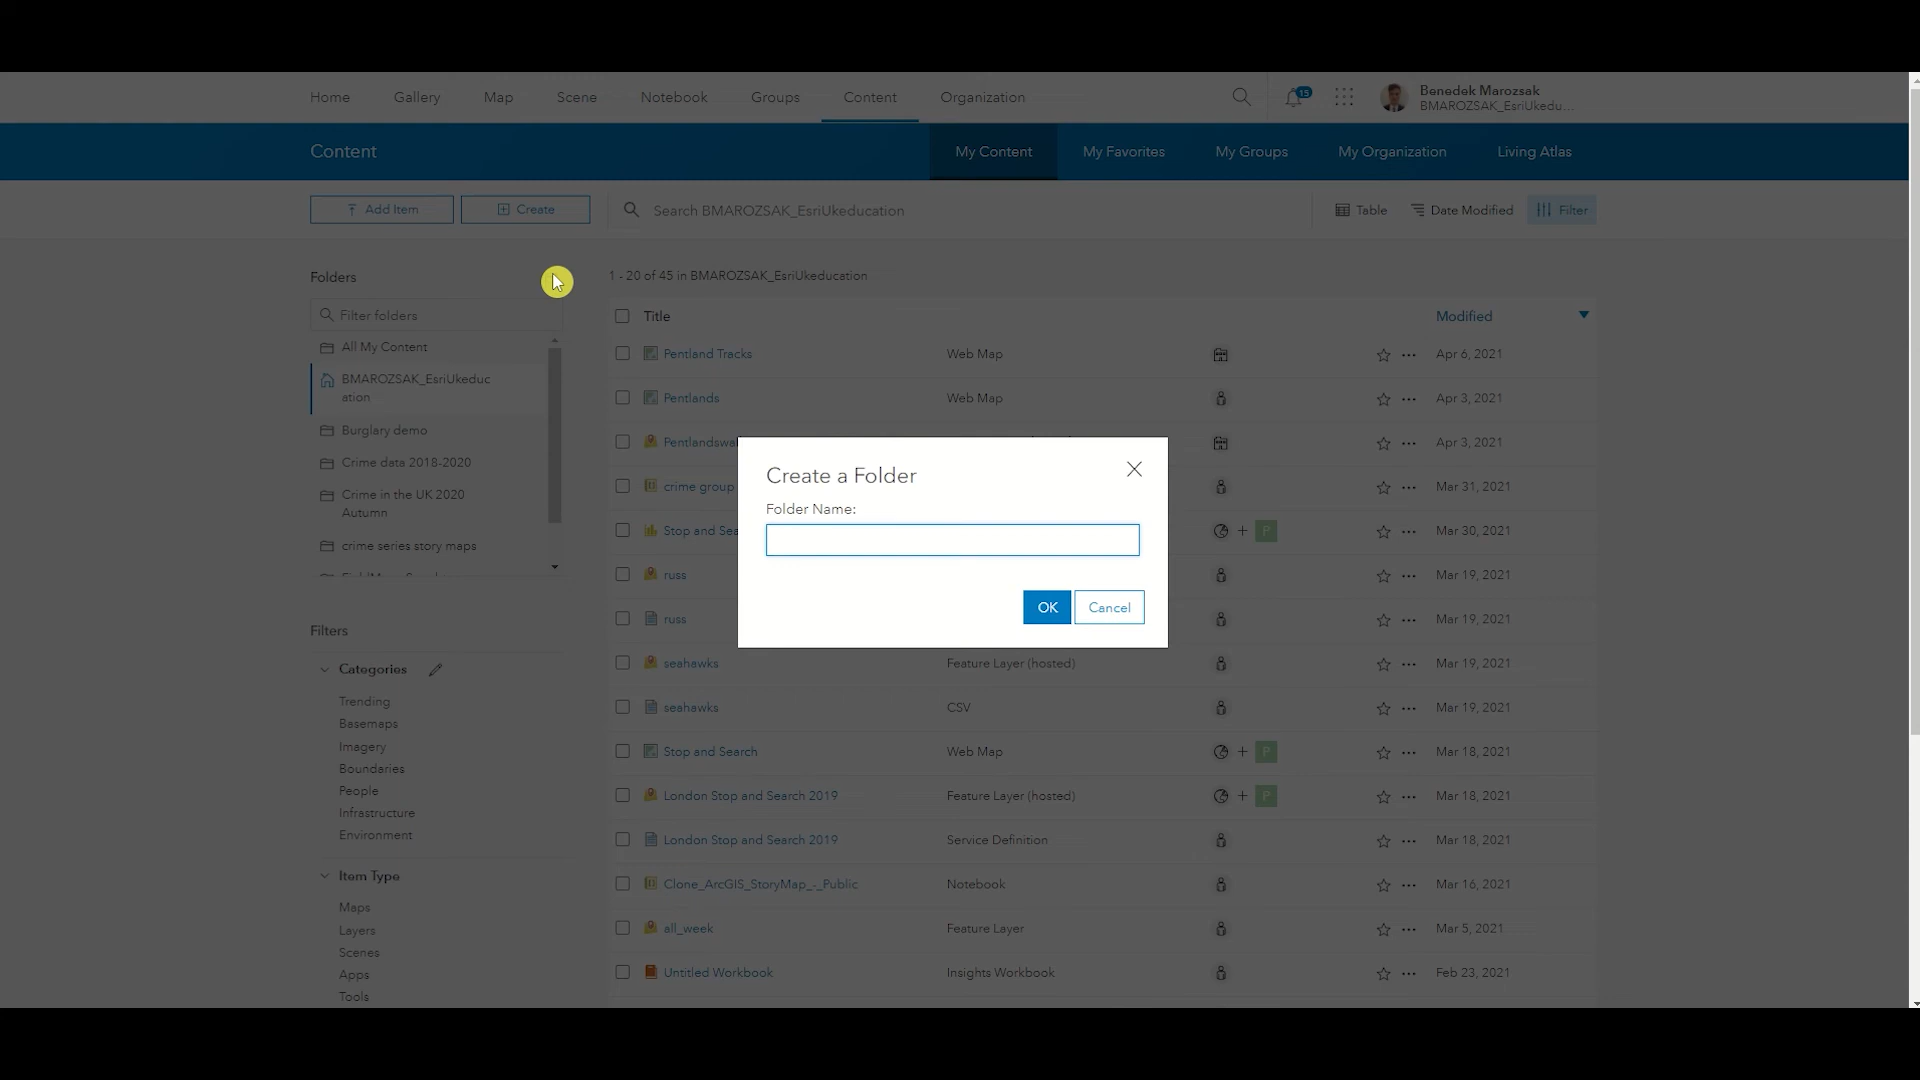 Home Gallery Map Scene Notebook Groups Content Organization 15 Benedek Marozsak
BMAROZSAK_EsriUkedu...
Content My Content My Favorites My Groups My Organization Living Atlas
Add Item Create Search BMAROZSAK_EsriUkeducation Table Date Modified Filter
Folders
1 - 20 of 45 in BMAROZSAK_EsriUkeducation
Filter folders
All My Content
BMAROZSAK_EsriUkeduc
ation
Burglary demo
Crime data 2018-2020
Crime in the UK 2020
Autumn
crime series story maps
Filters
Categories
Trending
Basemaps
Imagery
Boundaries
People
Infrastructure
Environment
Item Type
Maps
Layers
Scenes
Apps
Tools
Title Modified
Pentland Tracks Web Map Apr 6, 2021
Pentlands Web Map Apr 3, 2021
Apr 3, 2021
crime group Mar 31, 2021
Stop and + P Mar 30, 2021
russ Mar 19, 2021
russ Mar 19, 2021
seahawks Feature Layer (hosted) Mar 19, 2021
seahawks CSV Mar 19, 2021
Stop and Search Web Map + P Mar 18, 2021
London Stop and Search 2019 Feature Layer (hosted) + P Mar 18, 2021
London Stop and Search 2019 Service Definition Mar 18, 2021
Clone_ArcGIS_StoryMap_-_Public Notebook Mar 16, 2021
all_week Feature Layer Mar 5, 2021
Untitled Workbook Insights Workbook Feb 23, 2021
Create a Folder
Folder Name:
OK Cancel